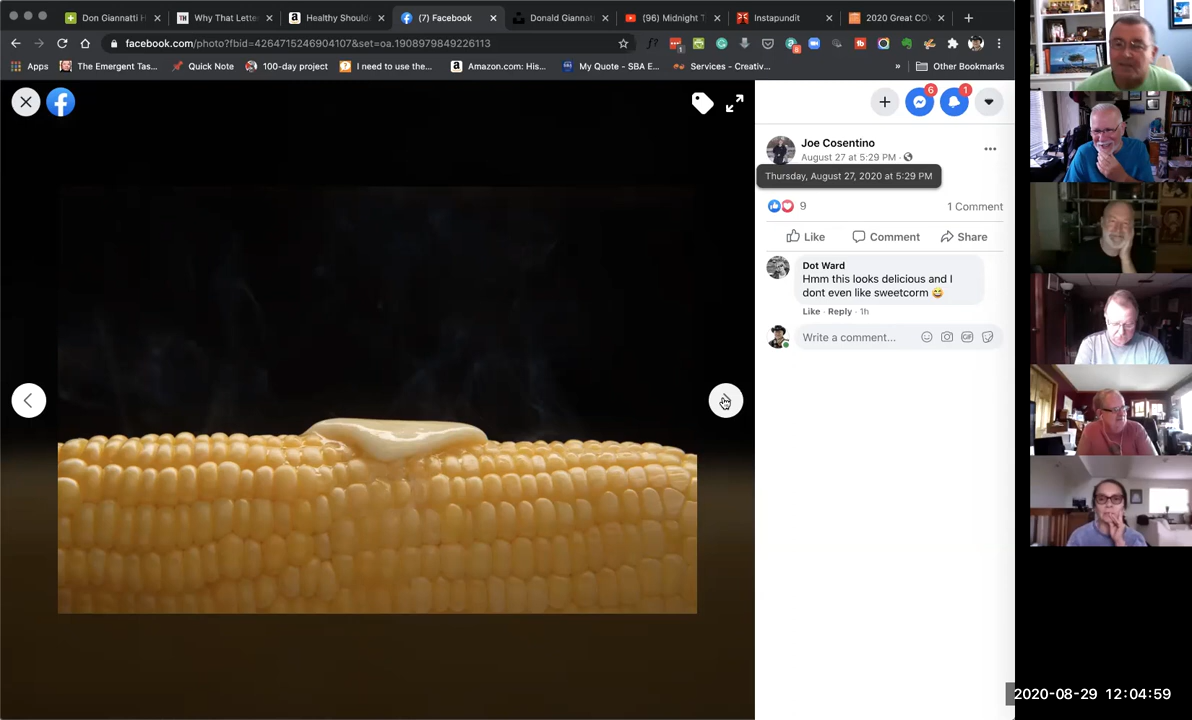 Don Giannatti H
Why That Letter
Healthy Should
(7) Facebook
Donald Giannat
(96) Midnight T
Instapundit
2020 Great CO
facebook.com/photo?fbid=4264715246904107&set=oa.1908979849226113
Apps
The Emergent Tas...
Quick Note
100-day project
I need to use the...
Amazon.com: His...
My Quote - SBA E...
Services - Creativ...
»
Other Bookmarks
6
1
Joe Cosentino
August 27 at 5:29 PM ·
Thursday, August 27, 2020 at 5:29 PM
9
1 Comment
Like
Comment
Share
Dot Ward
Hmm this looks delicious and I
dont even like sweetcorm 😄
Like · Reply · 1h
Write a comment...
GIF
2020-08-29 12:04:59